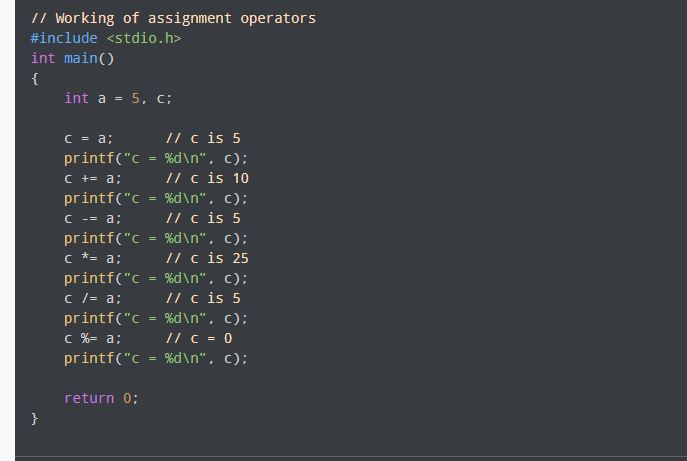 // Working of assignment operators
#include <stdio.h>
int main()
{
    int a = 5, c;

    c = a;      // c is 5
    printf("c = %d\n", c);
    c += a;     // c is 10
    printf("c = %d\n", c);
    c -= a;     // c is 5
    printf("c = %d\n", c);
    c *= a;     // c is 25
    printf("c = %d\n", c);
    c /= a;     // c is 5
    printf("c = %d\n", c);
    c %= a;     // c = 0
    printf("c = %d\n", c);

    return 0;
}